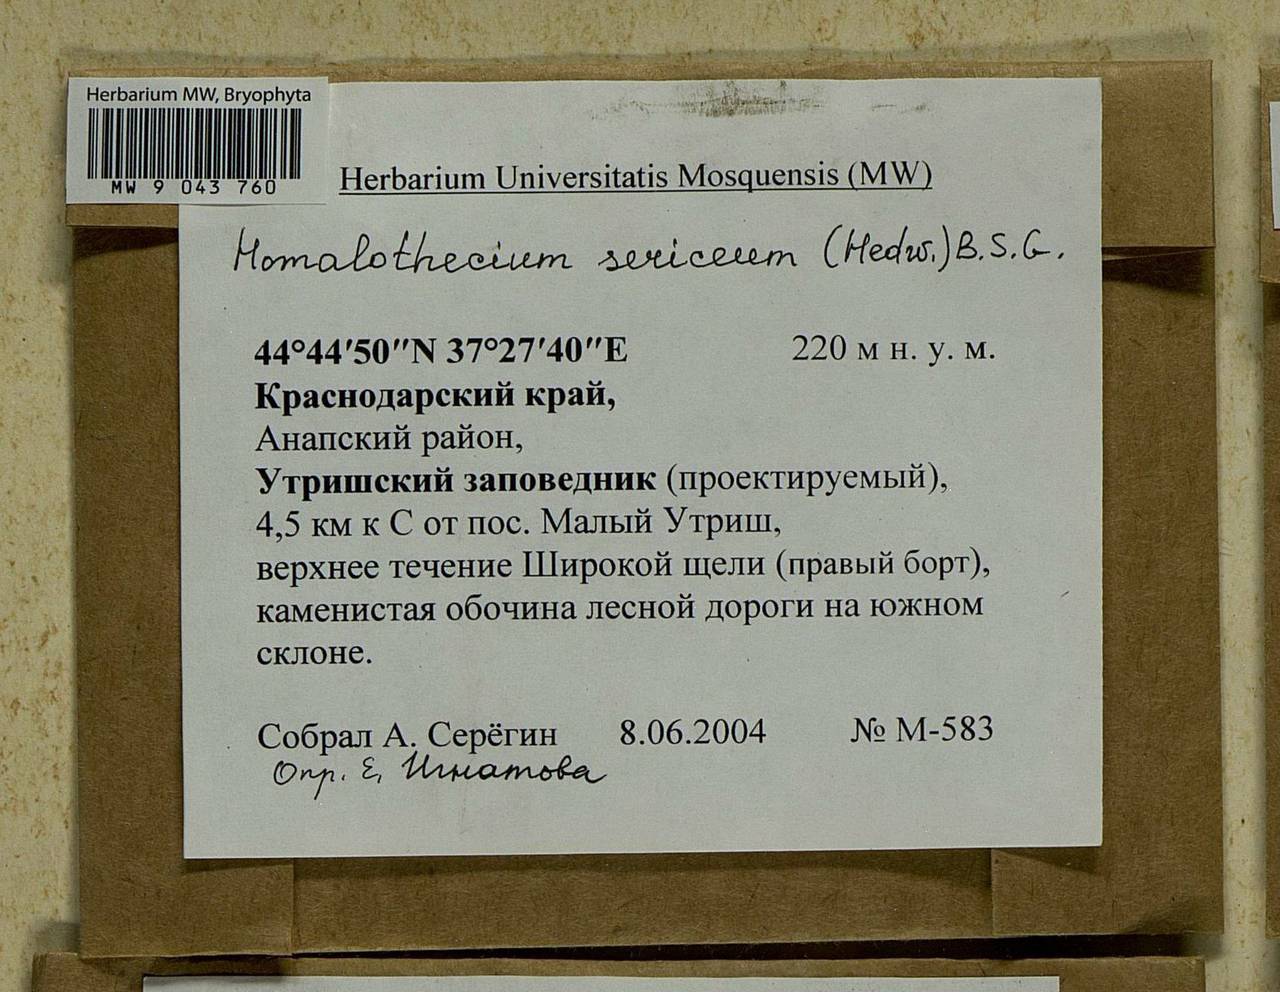 Herbarium MW, Bryophyta
MW 9 043 760
Herbarium Universitatis Mosquensis (MW)
Homalothecium sericeum (Hedw.) B.S.G.
44°44′50″N 37°27′40″E 220 м н. у. м.
Краснодарский край,
Анапский район,
Утришский заповедник (проектируемый),
4,5 км к С от пос. Малый Утриш,
верхнее течение Широкой щели (правый борт),
каменистая обочина лесной дороги на южном
склоне.
Собрал А. Серёгин 8.06.2004 № М-583
Опр. Е. Игнатова